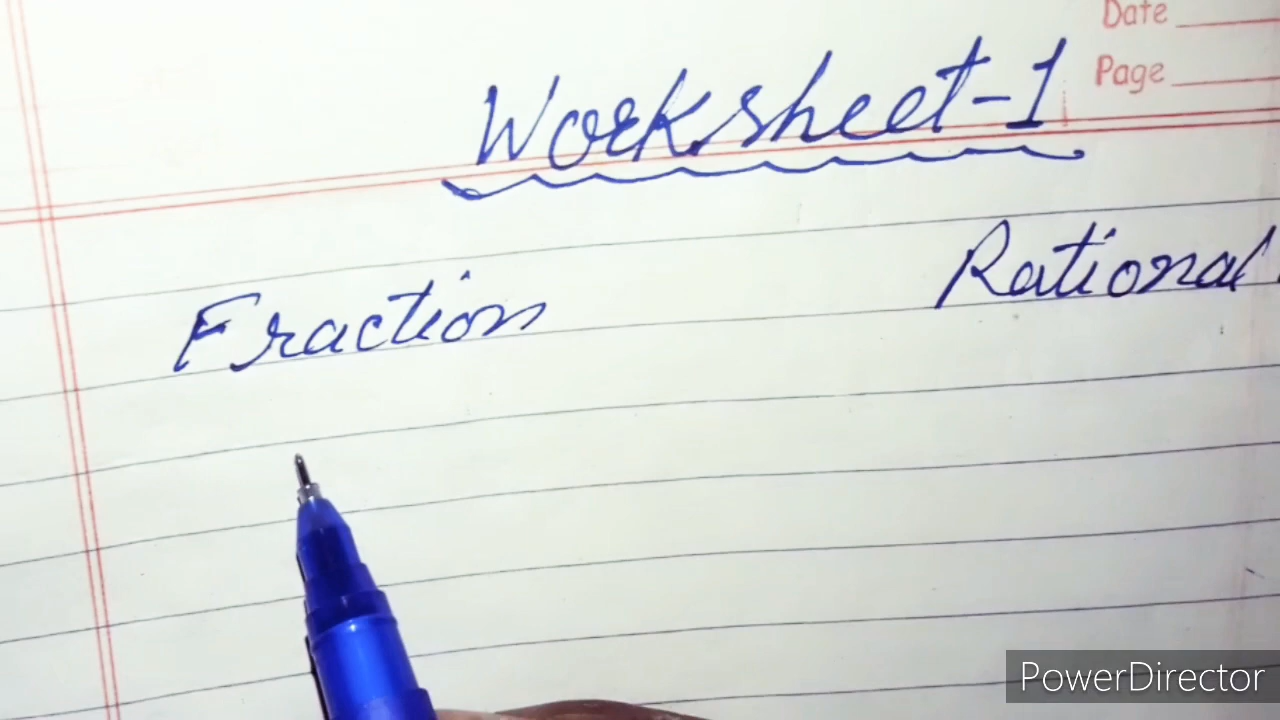 Date
Page
Worksheet-1
Fraction Rational
PowerDirector